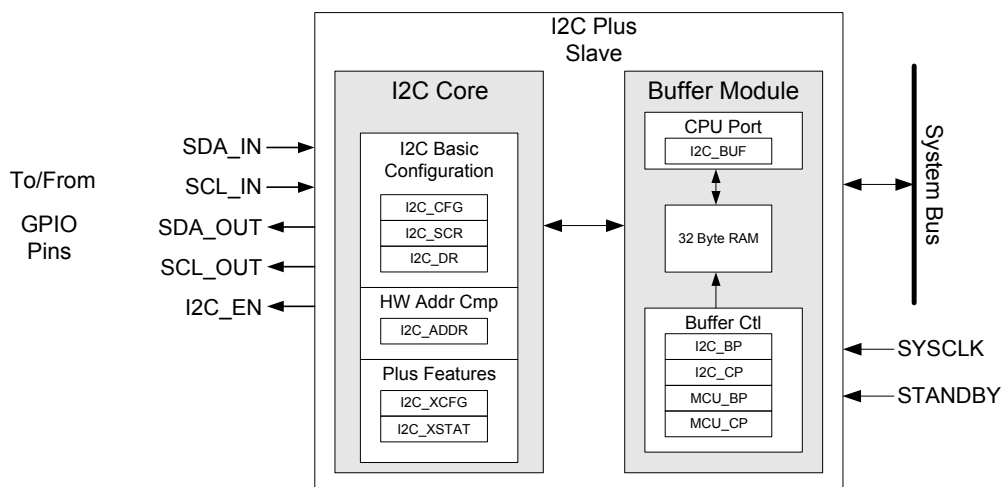 I2C Plus
Slave
I2C Core
I2C Basic
Configuration
I2C_CFG
I2C_SCR
I2C_DR
HW Addr Cmp
I2C_ADDR
Plus Features
I2C_XCFG
I2C_XSTAT
Buffer Module
CPU Port
I2C_BUF
32 Byte RAM
Buffer Ctl
I2C_BP
I2C_CP
MCU_BP
MCU_CP
To/From
GPIO
Pins
SDA_IN
SCL_IN
SDA_OUT
SCL_OUT
I2C_EN
System Bus
SYSCLK
STANDBY